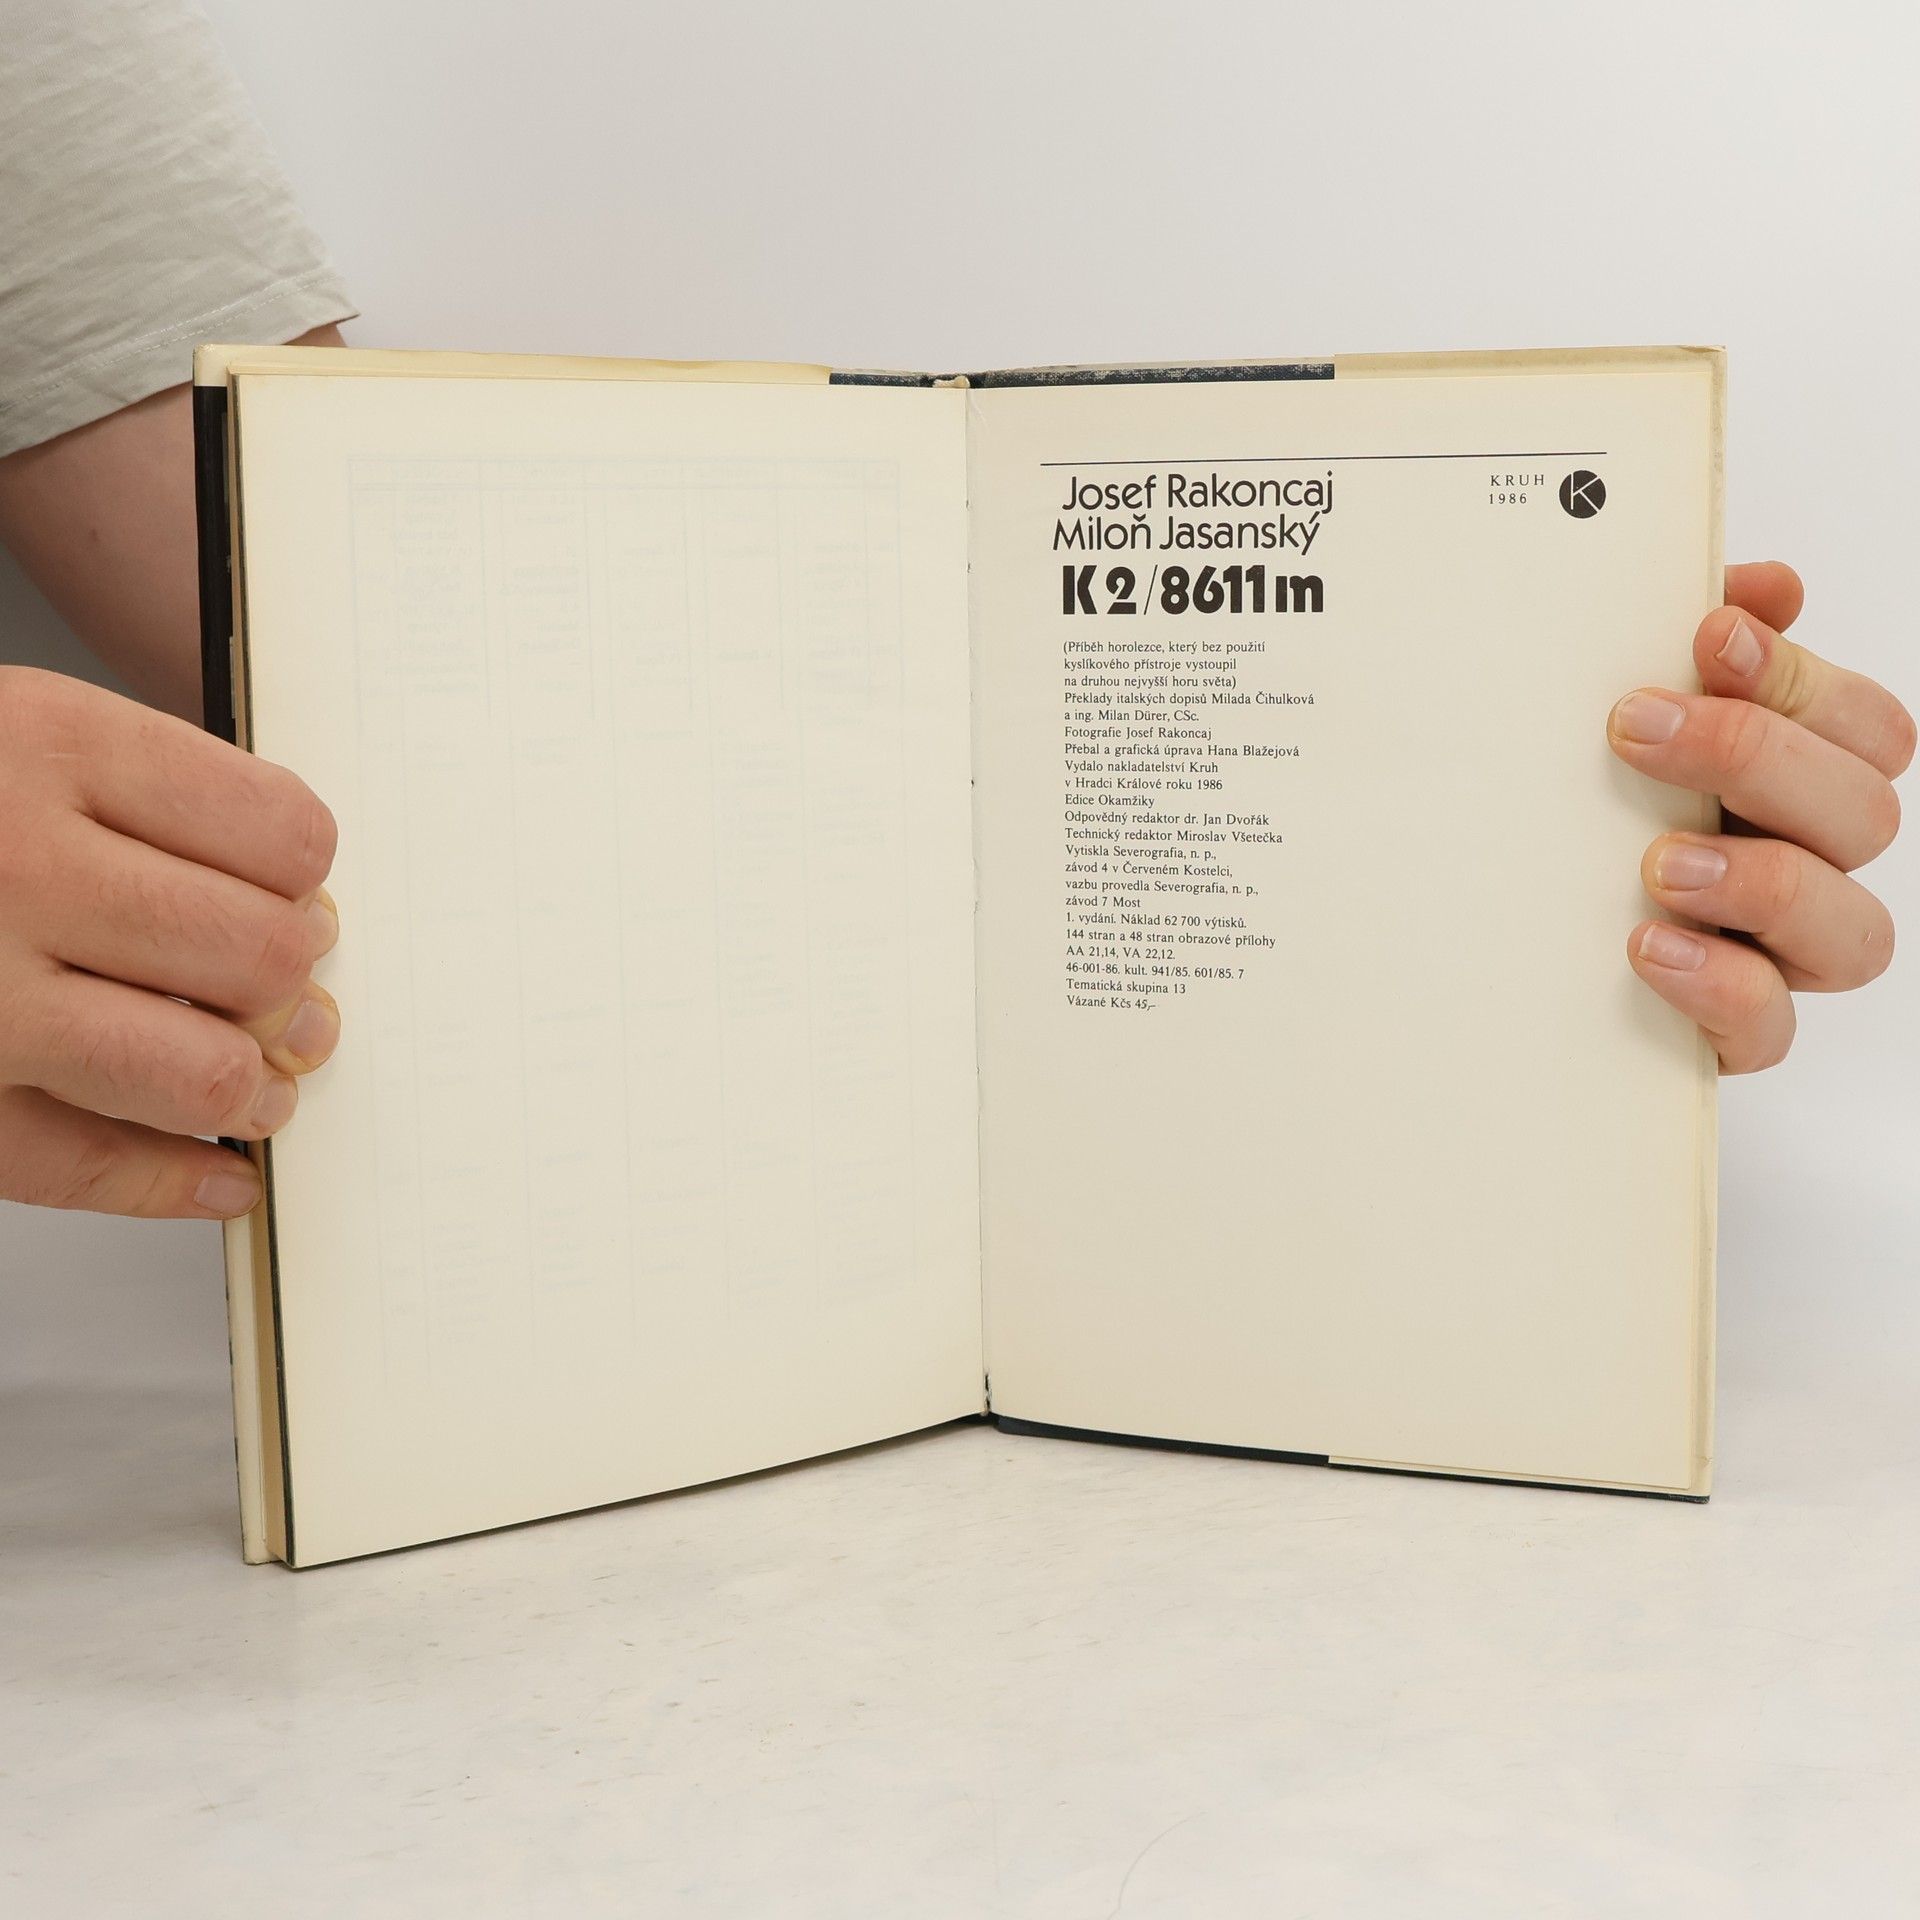 Josef Rakoncaj
Miloň Jasanský
K2/8611m
KRUH
1986
K
(Příběh horolezce, který bez použití
kyslíkového přístroje vystoupil
na druhou nejvyšší horu světa)
Překlady italských dopisů Milada Čihulková
a ing. Milan Dürer, CSc.
Fotografie Josef Rakoncaj
Přebal a grafická úprava Hana Blažejová
Vydalo nakladatelství Kruh
v Hradci Králové roku 1986
Edice Okamžiky
Odpovědný redaktor dr. Jan Dvořák
Technický redaktor Miroslav Všetečka
Vytiskla Severografia, n. p.,
závod 4 v Červeném Kostelci,
vazbu provedla Severografia, n. p.,
závod 7 Most
1. vydání. Náklad 62 700 výtisků.
144 stran a 48 stran obrazové přílohy
AA 21,14, VA 22,12.
46-001-86. kult. 941/85. 601/85. 7
Tematická skupina 13
Vázané Kčs 45,–